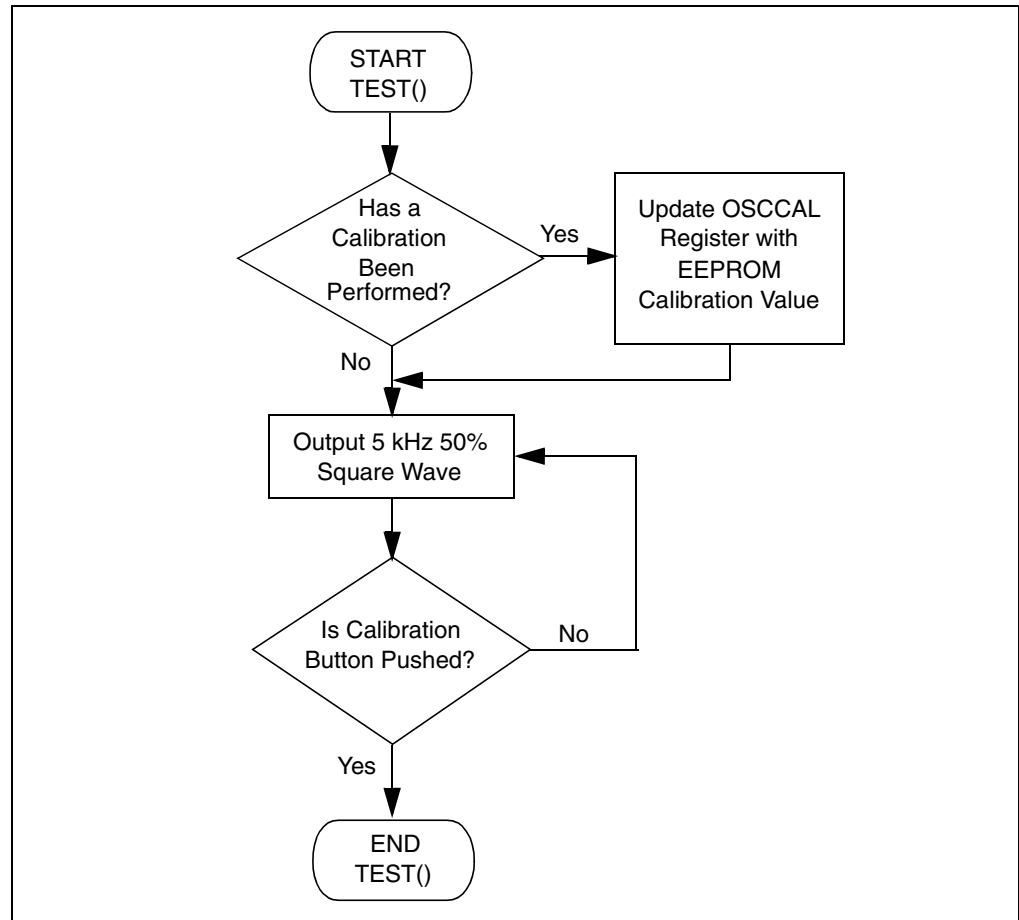 START
TEST()
Has a
Calibration
Been
Performed?
Yes
Update OSCCAL
Register with
EEPROM
Calibration Value
No
Output 5 kHz 50%
Square Wave
Is Calibration
Button Pushed?
No
Yes
END
TEST()